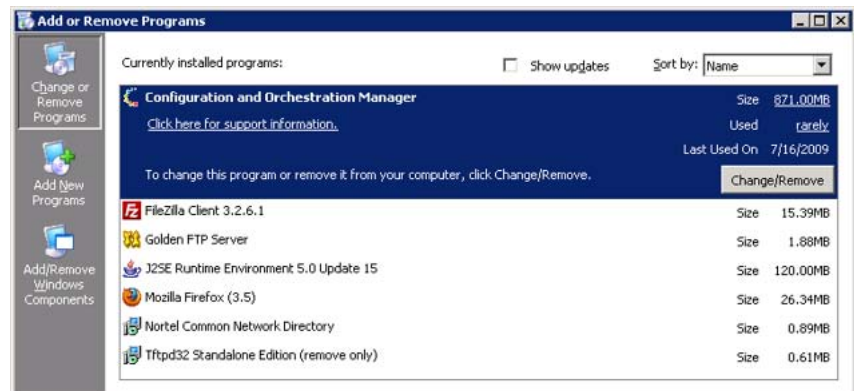 Add or Remove Programs
Change or
Remove
Programs
Add New
Programs
Add/Remove
Windows
Components
Currently installed programs:
Show updates
Sort by: Name
Configuration and Orchestration Manager
Size 871.00MB
Click here for support information.
Used rarely
Last Used On 7/16/2009
To change this program or remove it from your computer, click Change/Remove.
Change/Remove
FileZilla Client 3.2.6.1 Size 15.39MB
Golden FTP Server Size 1.88MB
J2SE Runtime Environment 5.0 Update 15 Size 120.00MB
Mozilla Firefox (3.5) Size 26.34MB
Nortel Common Network Directory Size 0.89MB
Tftpd32 Standalone Edition (remove only) Size 0.61MB